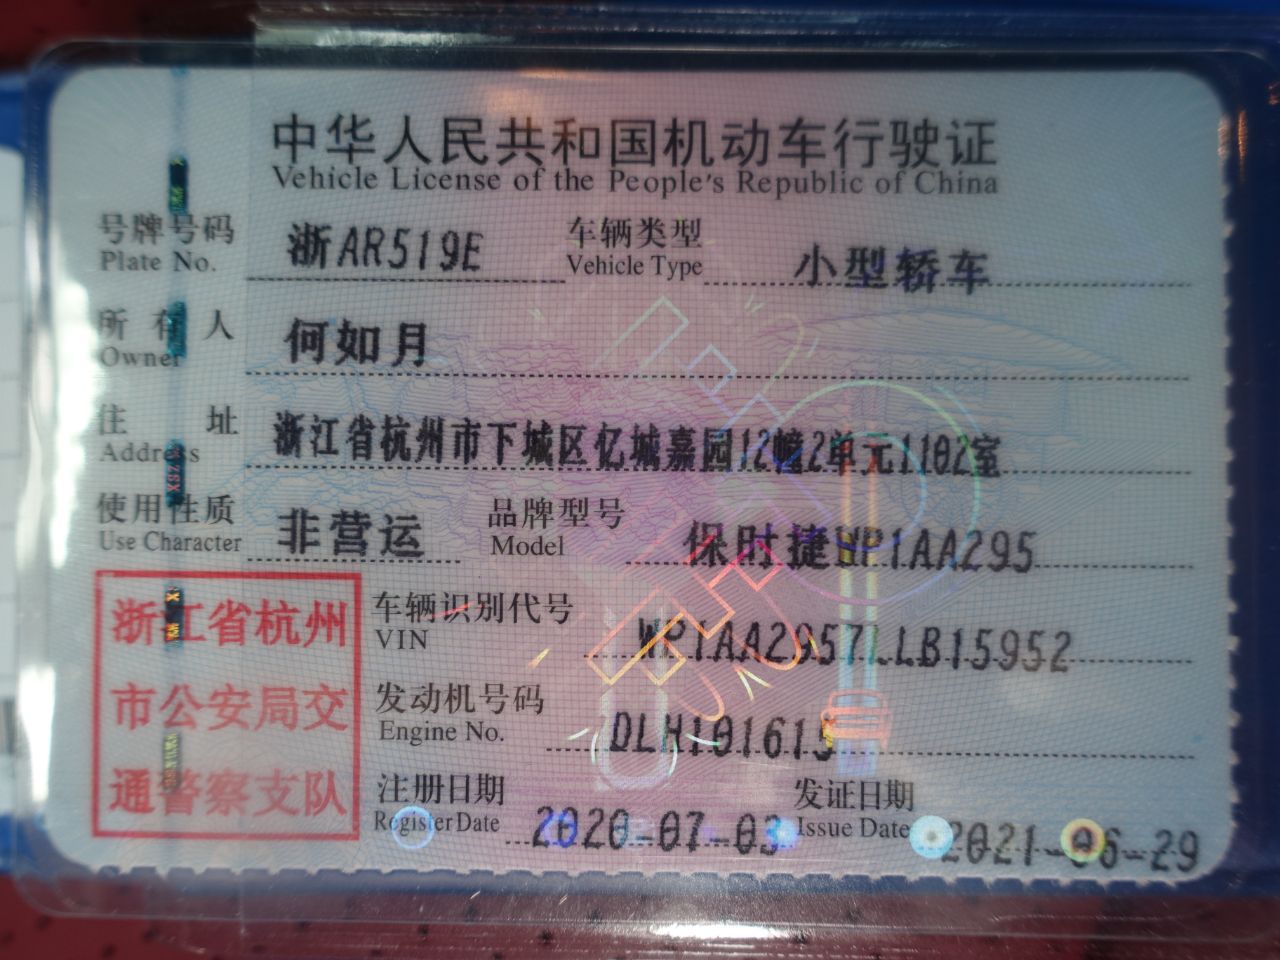 中华人民共和国机动车行驶证
Vehicle License of the People's Republic of China
号牌号码 浙AR519E 车辆类型 小型轿车
Plate No. Vehicle Type
所有人 何如月
Owner
住址 浙江省杭州市下城区亿城嘉园12幢2单元1102室
Address
使用性质 非营运 品牌型号 保时捷WP1AA295
Use Character Model
浙江省杭州
市公安局交
通警察支队
车辆识别代号 WP1AA2957LLB15952
VIN
发动机号码
Engine No.
注册日期 2020-07-03 发证日期 2021-06-29
Register Date Issue Date